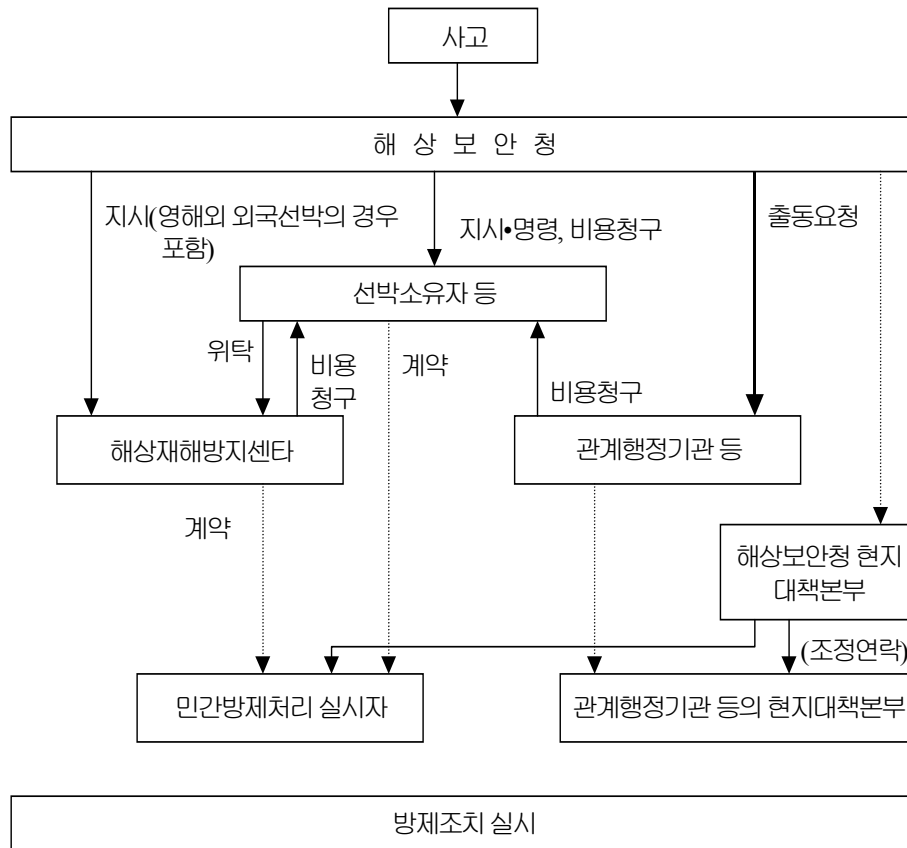 사고
해 상 보 안 청
지시(영해외 외국선박의 경우
포함)
지시•명령, 비용청구
출동요청
선박소유자 등
위탁
비용
청구
계약
비용청구
해상재해방지센타
관계행정기관 등
계약
해상보안청 현지
대책본부
(조정연락)
민간방제처리 실시자
관계행정기관 등의 현지대책본부
방제조치 실시